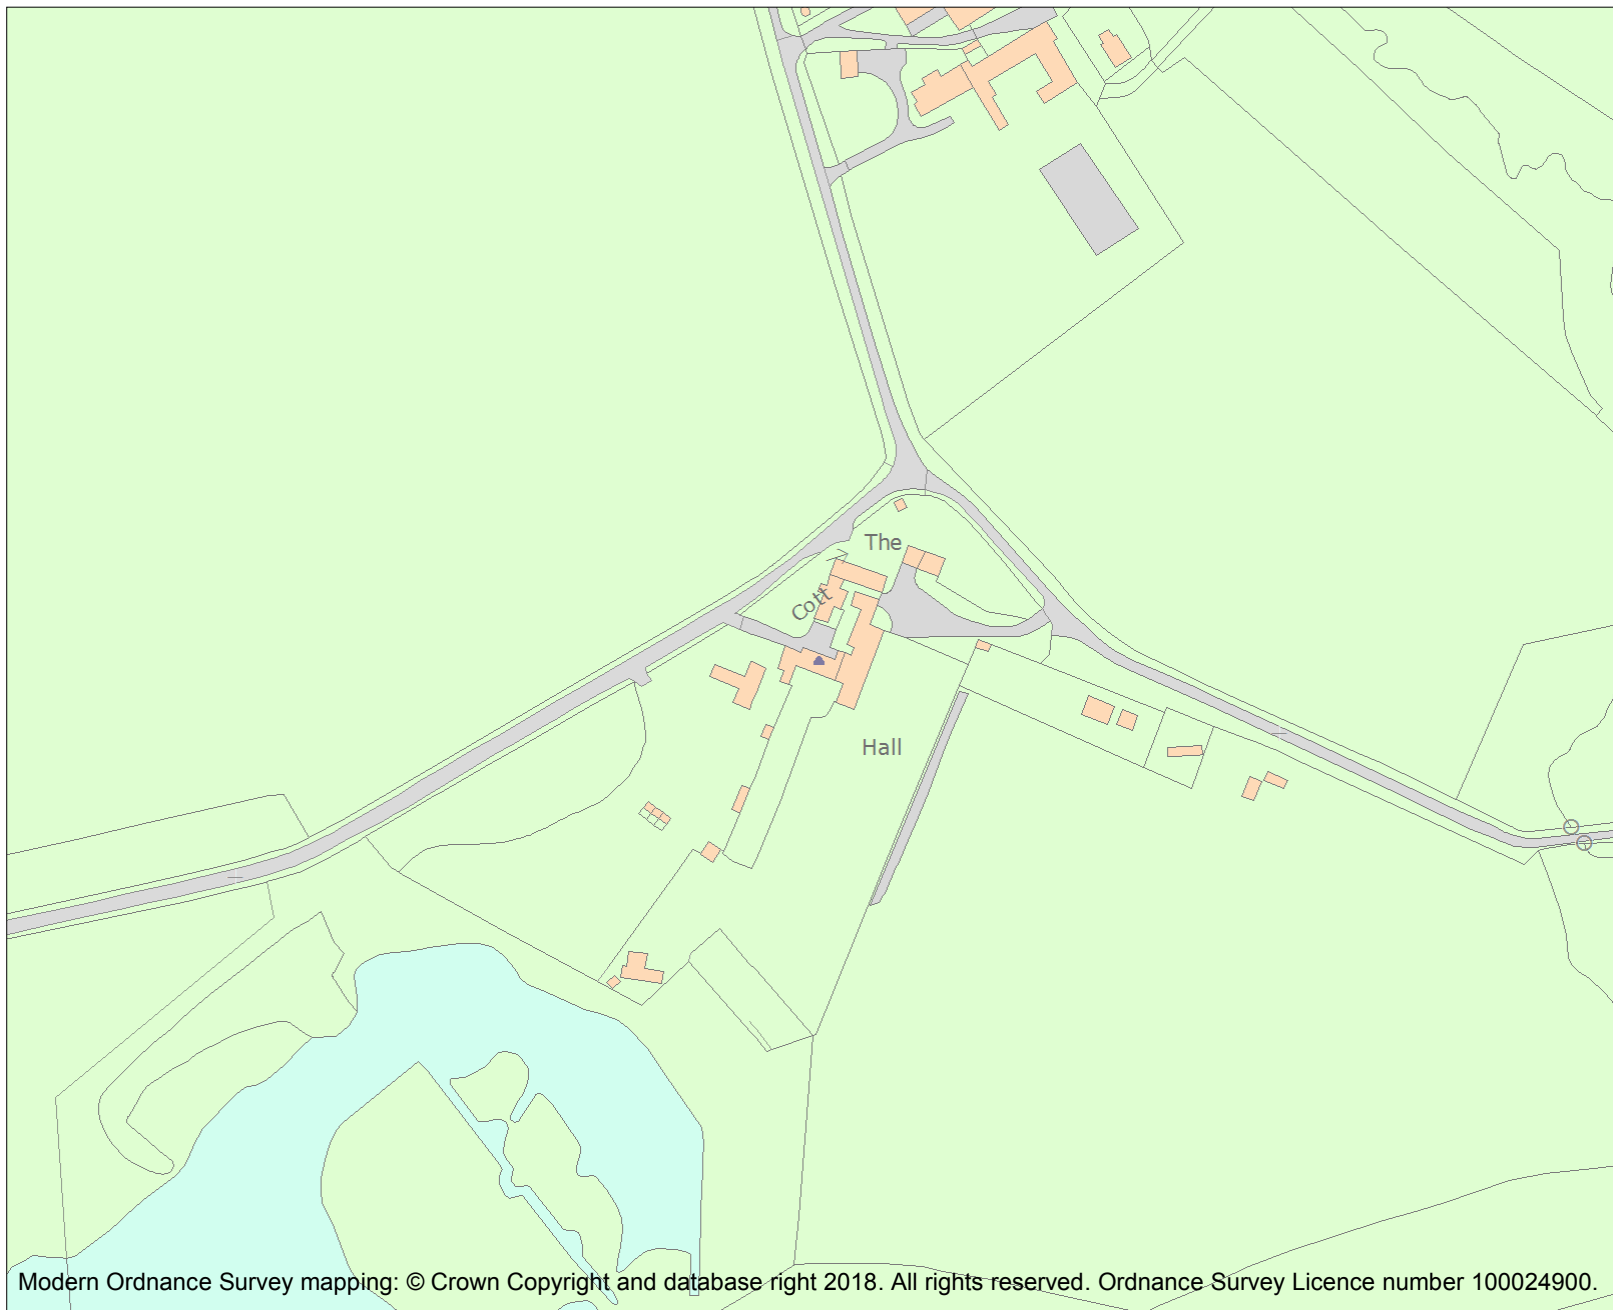 The
Cott
Hall
Modern Ordnance Survey mapping: © Crown Copyright and database right 2018. All rights reserved. Ordnance Survey Licence number 100024900.